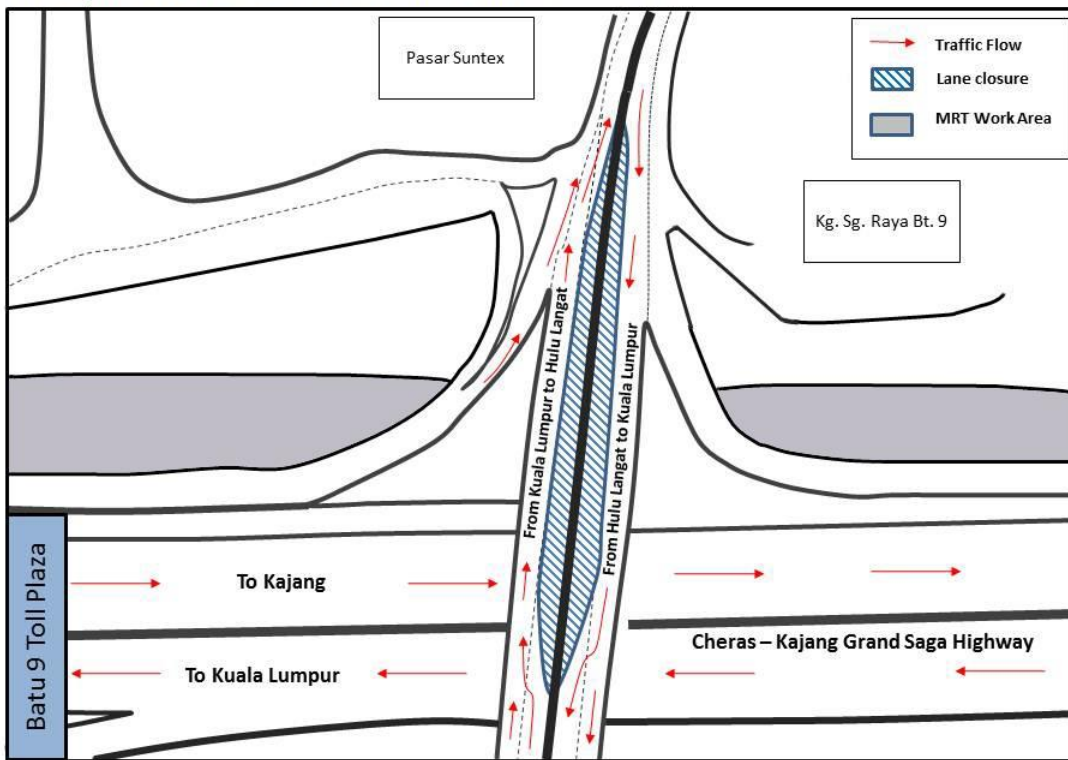 Pasar Suntex
Traffic Flow
Lane closure
MRT Work Area
Kg. Sg. Raya Bt. 9
From Kuala Lumpur to Hulu Langat
From Hulu Langat to Kuala Lumpur
Batu 9 Toll Plaza
To Kajang
To Kuala Lumpur
Cheras – Kajang Grand Saga Highway